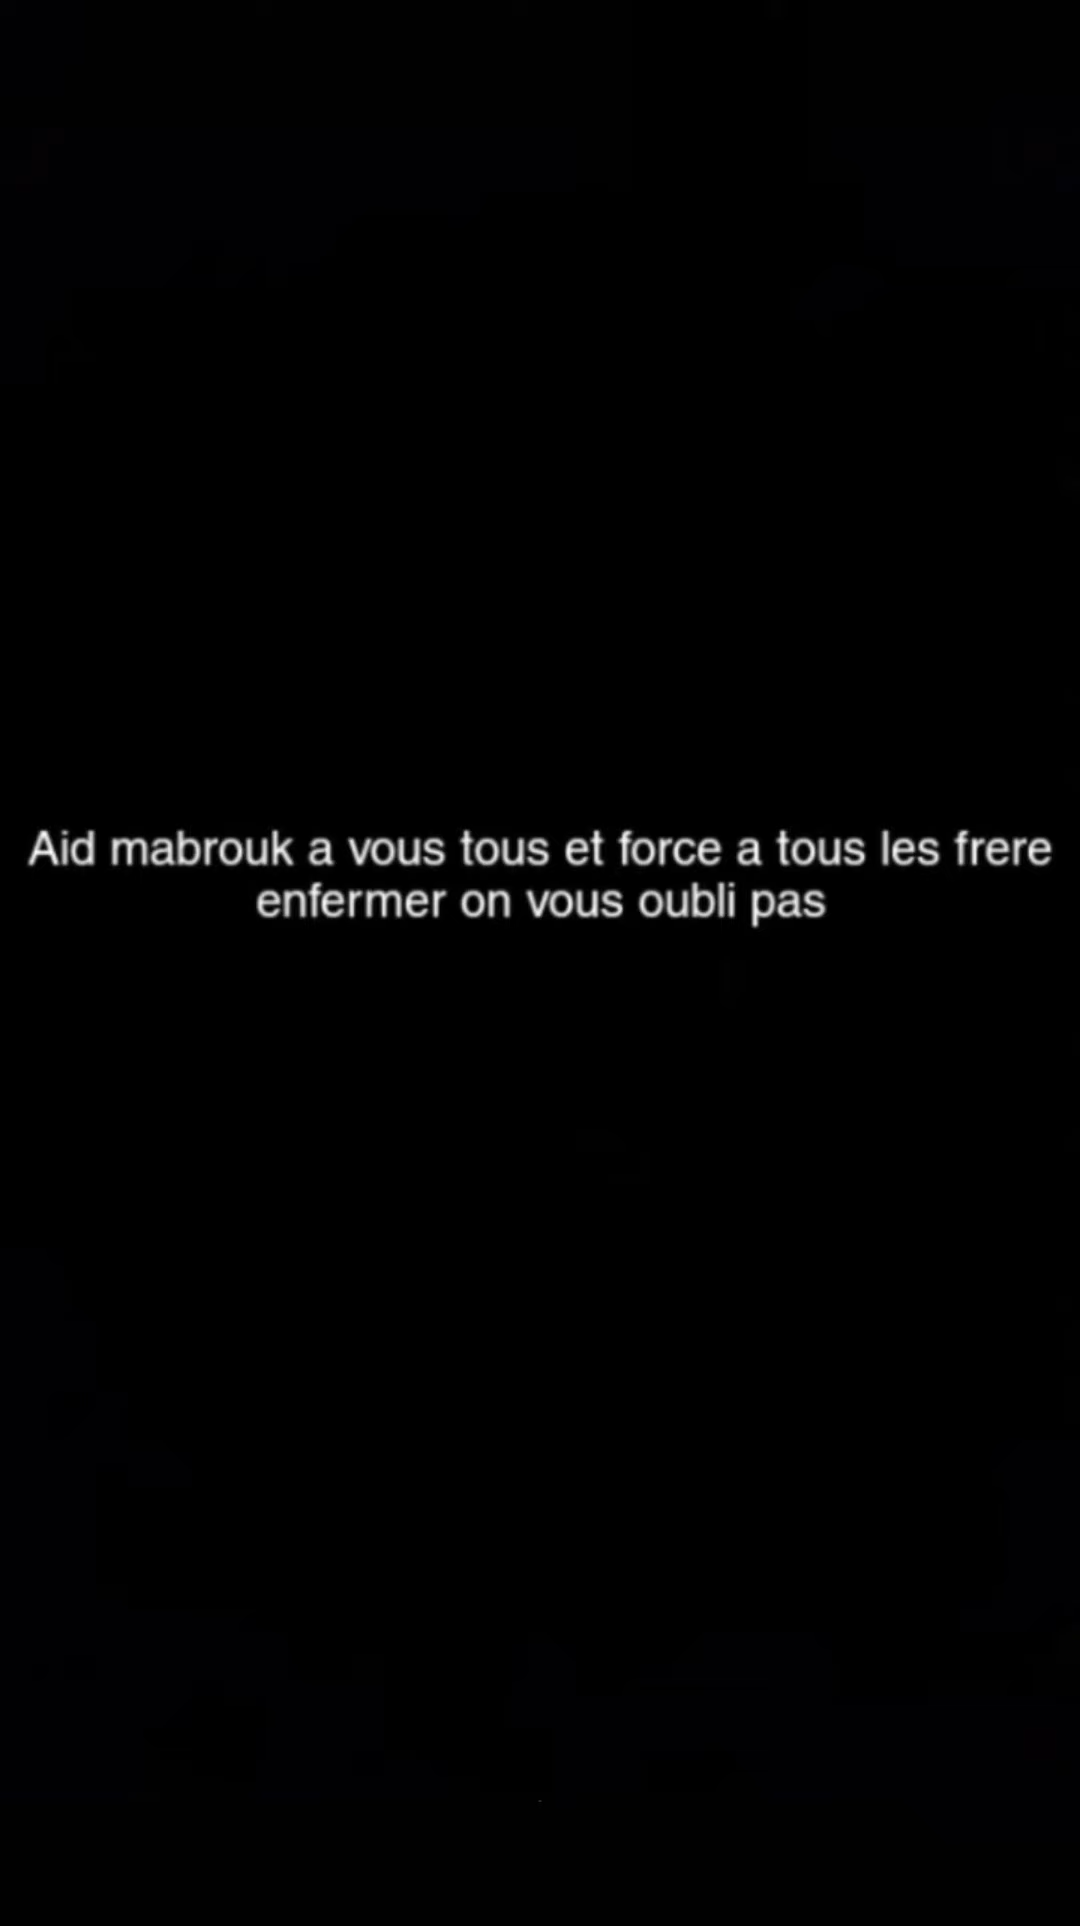 Aid mabrouk a vous tous et force a tous les frere
enfermer on vous oubli pas